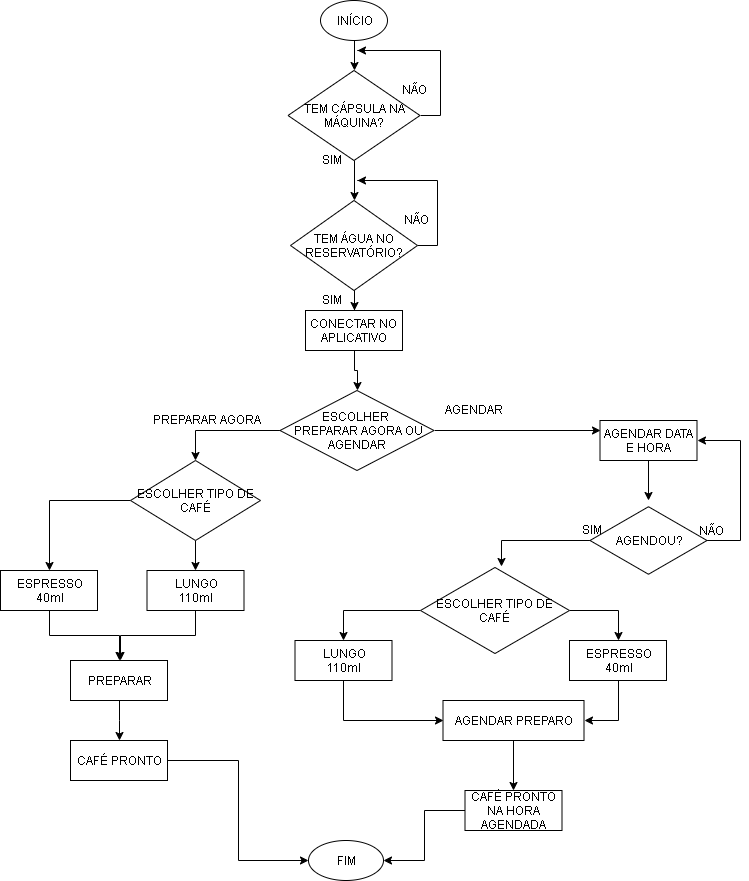 INÍCIO
NÃO
TEM CÁPSULA NA
MÁQUINA?
SIM
NÃO
TEM ÁGUA NO
RESERVATÓRIO?
SIM
CONECTAR NO
APLICATIVO
PREPARAR AGORA
ESCOLHER
PREPARAR AGORA OU
AGENDAR
AGENDAR
AGENDAR DATA
E HORA
ESCOLHER TIPO DE
CAFÉ
SIM
AGENDOU?
NÃO
ESPRESSO
40ml
LUNGO
110ml
ESCOLHER TIPO DE
CAFÉ
LUNGO
110ml
ESPRESSO
40ml
PREPARAR
AGENDAR PREPARO
CAFÉ PRONTO
CAFÉ PRONTO
NA HORA
AGENDADA
FIM